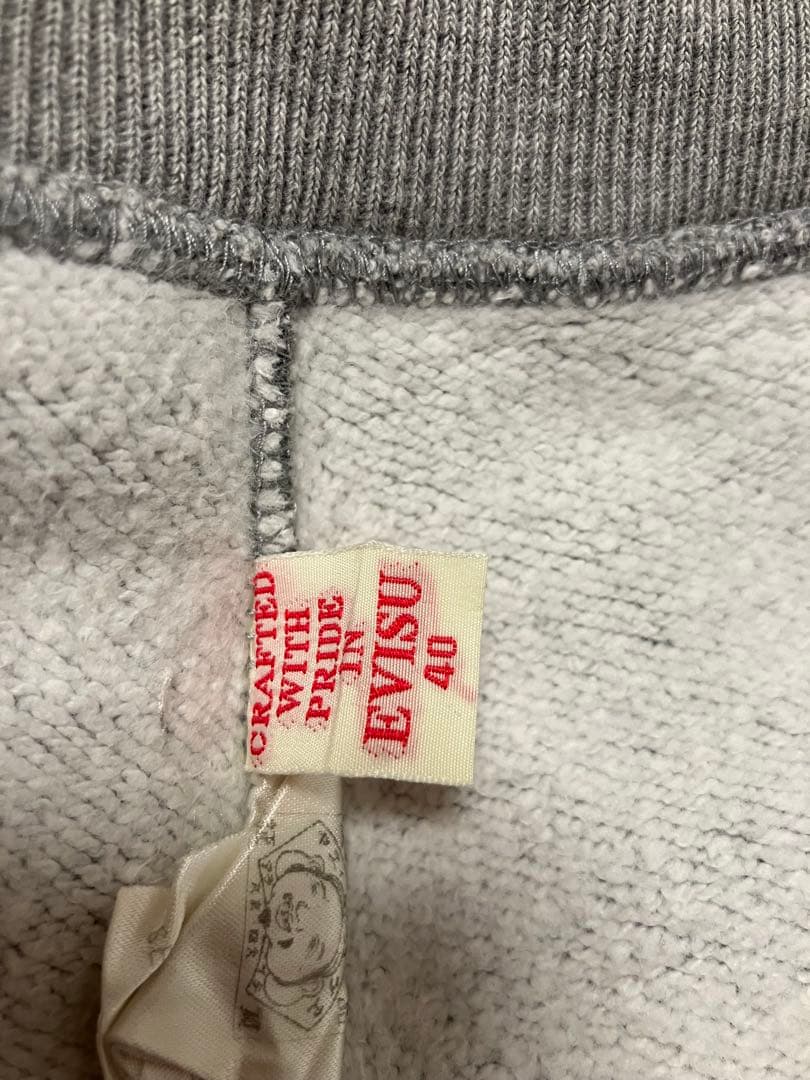 CRAFTED
WITH
PRIDE
IN
EVISU
40